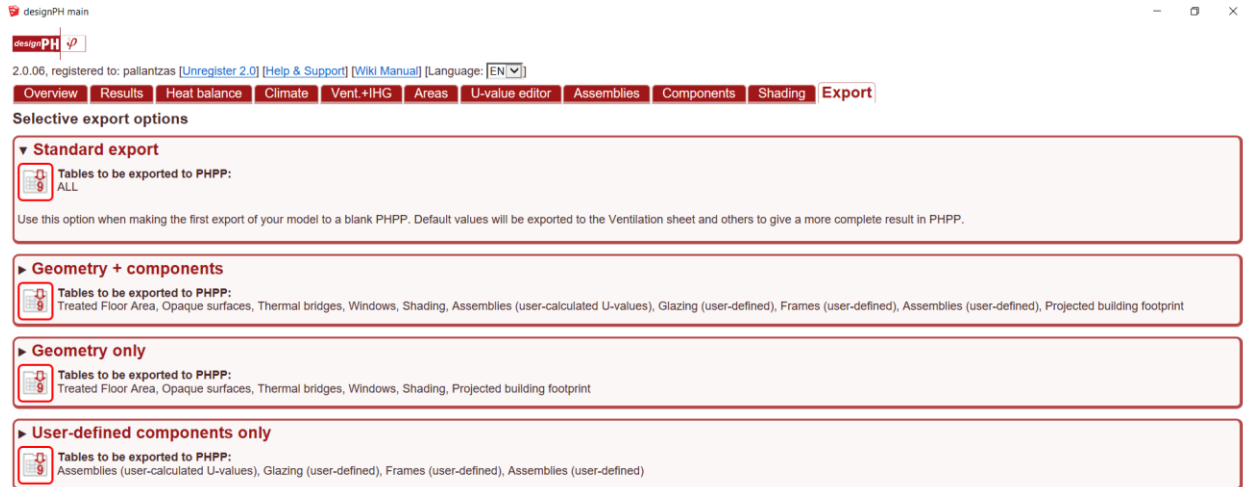 designPH main
designPH φ
2.0.06, registered to: pallantzas [Unregister 2.0] [Help & Support] [Wiki Manual] [Language: EN]
Overview Results Heat balance Climate Vent.+IHG Areas U-value editor Assemblies Components Shading Export
Selective export options
▼ Standard export
9
Tables to be exported to PHPP:
ALL
Use this option when making the first export of your model to a blank PHPP. Default values will be exported to the Ventilation sheet and others to give a more complete result in PHPP.
► Geometry + components
9
Tables to be exported to PHPP:
Treated Floor Area, Opaque surfaces, Thermal bridges, Windows, Shading, Assemblies (user-calculated U-values), Glazing (user-defined), Frames (user-defined), Assemblies (user-defined), Projected building footprint
► Geometry only
9
Tables to be exported to PHPP:
Treated Floor Area, Opaque surfaces, Thermal bridges, Windows, Shading, Projected building footprint
► User-defined components only
9
Tables to be exported to PHPP:
Assemblies (user-calculated U-values), Glazing (user-defined), Frames (user-defined), Assemblies (user-defined)